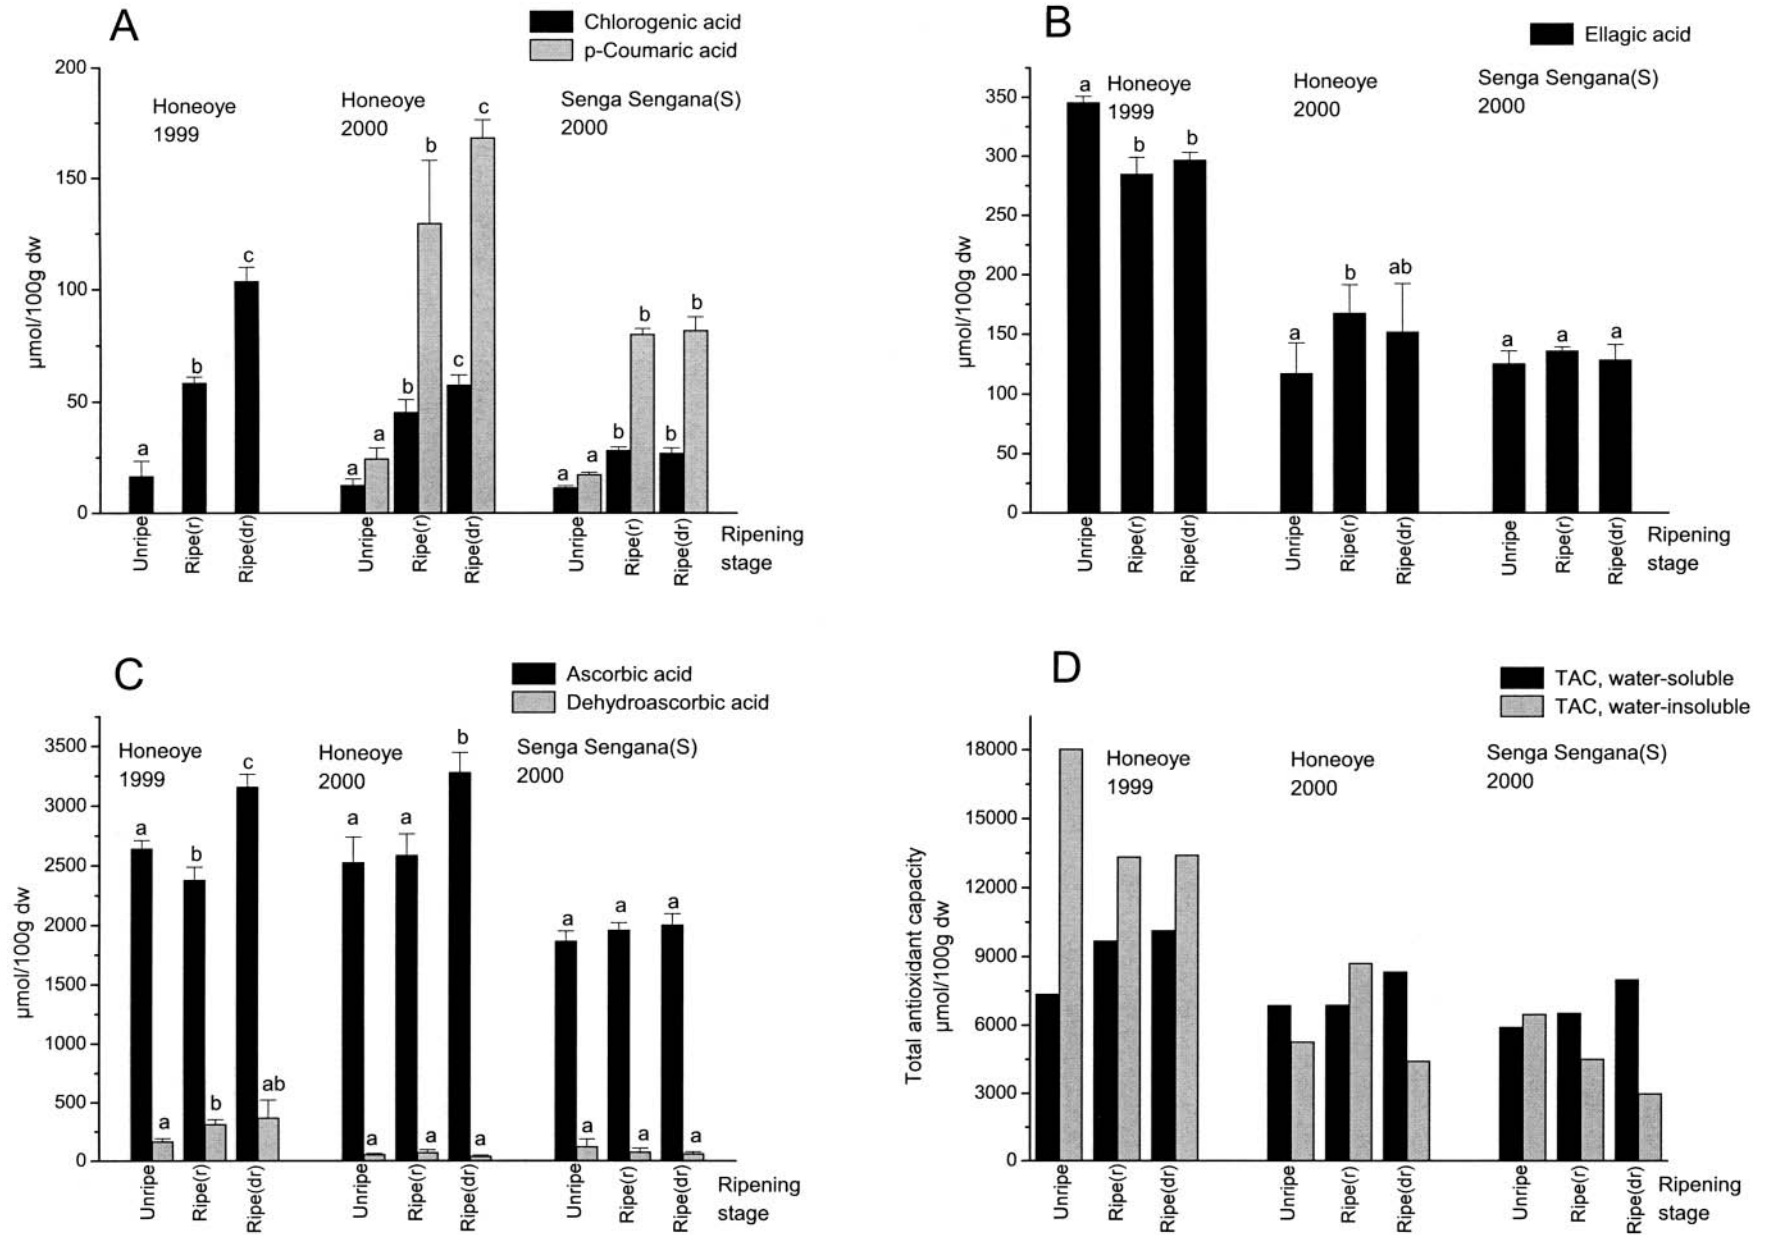 A
Chlorogenic acid
p-Coumaric acid
200
150
100
50
0
µmol/100g dw
Honeoye
1999
Honeoye
2000
Senga Sengana(S)
2000
a
b
c
a
a
b
b
c
c
a
a
b
b
b
b
Unripe
Ripe(r)
Ripe(dr)
Unripe
Ripe(r)
Ripe(dr)
Unripe
Ripe(r)
Ripe(dr)
Ripening
stage
B
Ellagic acid
350
300
250
200
150
100
50
0
µmol/100g dw
Honeoye
1999
Honeoye
2000
Senga Sengana(S)
2000
a
b
b
a
b
ab
a
a
a
Unripe
Ripe(r)
Ripe(dr)
Unripe
Ripe(r)
Ripe(dr)
Unripe
Ripe(r)
Ripe(dr)
Ripening
stage
C
Ascorbic acid
Dehydroascorbic acid
3500
3000
2500
2000
1500
1000
500
0
µmol/100g dw
Honeoye
1999
Honeoye
2000
Senga Sengana(S)
2000
a
a
b
b
c
ab
a
a
a
a
b
a
a
a
a
a
a
a
Unripe
Ripe(r)
Ripe(dr)
Unripe
Ripe(r)
Ripe(dr)
Unripe
Ripe(r)
Ripe(dr)
Ripening
stage
D
TAC, water-soluble
TAC, water-insoluble
18000
15000
12000
9000
6000
3000
0
Total antioxidant capacity
µmol/100g dw
Honeoye
1999
Honeoye
2000
Senga Sengana(S)
2000
Unripe
Ripe(r)
Ripe(dr)
Unripe
Ripe(r)
Ripe(dr)
Unripe
Ripe(r)
Ripe(dr)
Ripening
stage